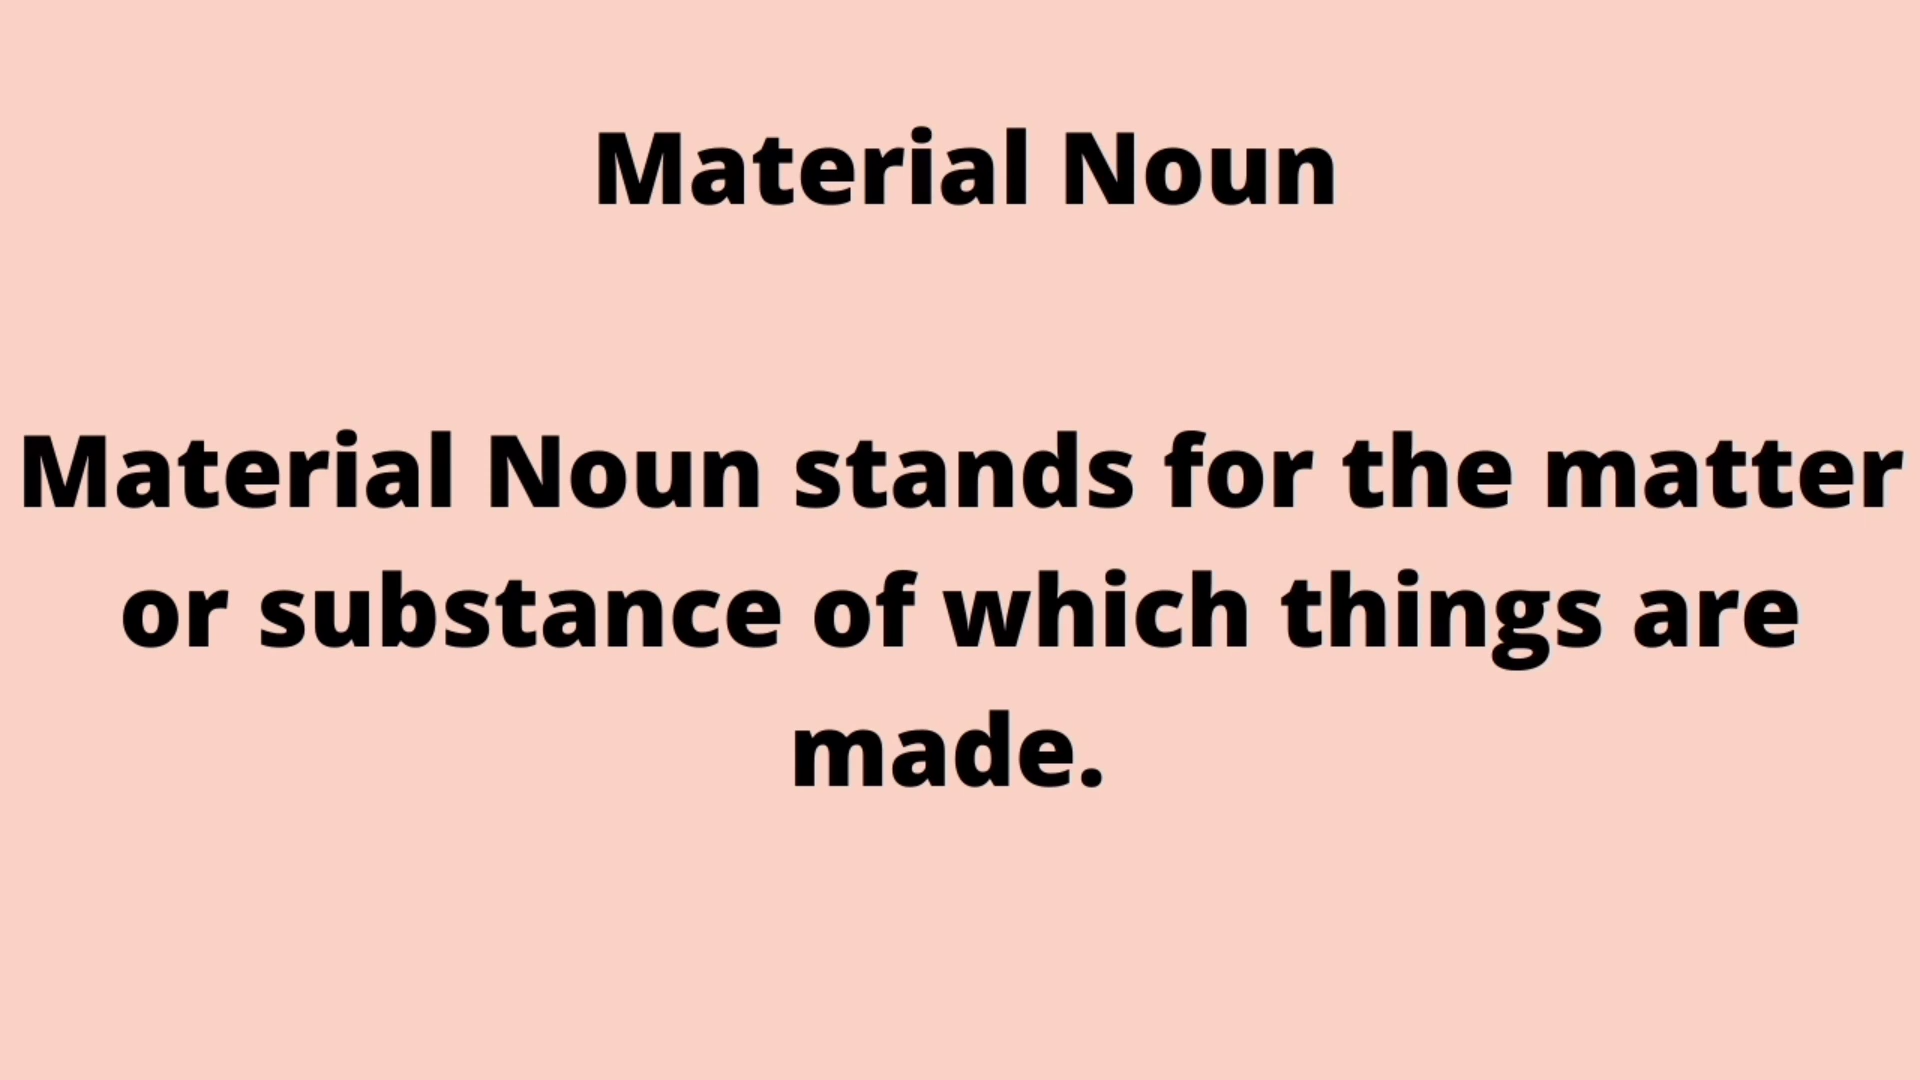 Material Noun
Material Noun stands for the matter
or substance of which things are
made.